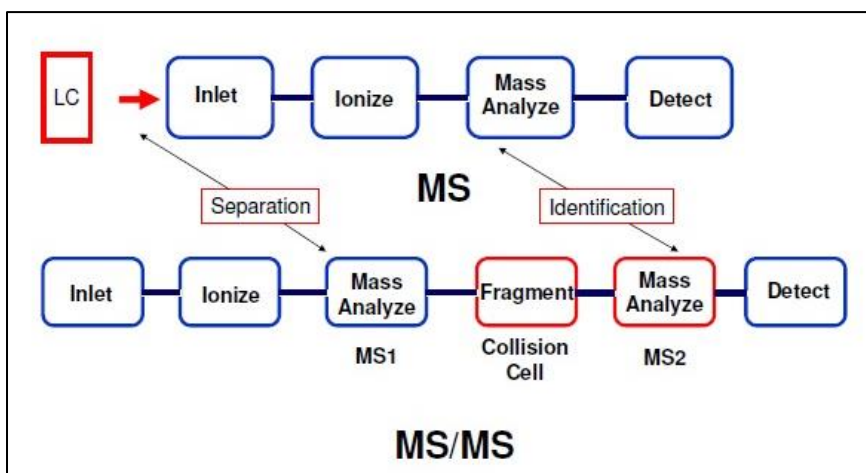 LC
Inlet
Ionize
Mass
Analyze
Detect
MS
Separation
Identification
Inlet
Ionize
Mass
Analyze
Fragment
Mass
Analyze
Detect
MS1
Collision
Cell
MS2
MS/MS